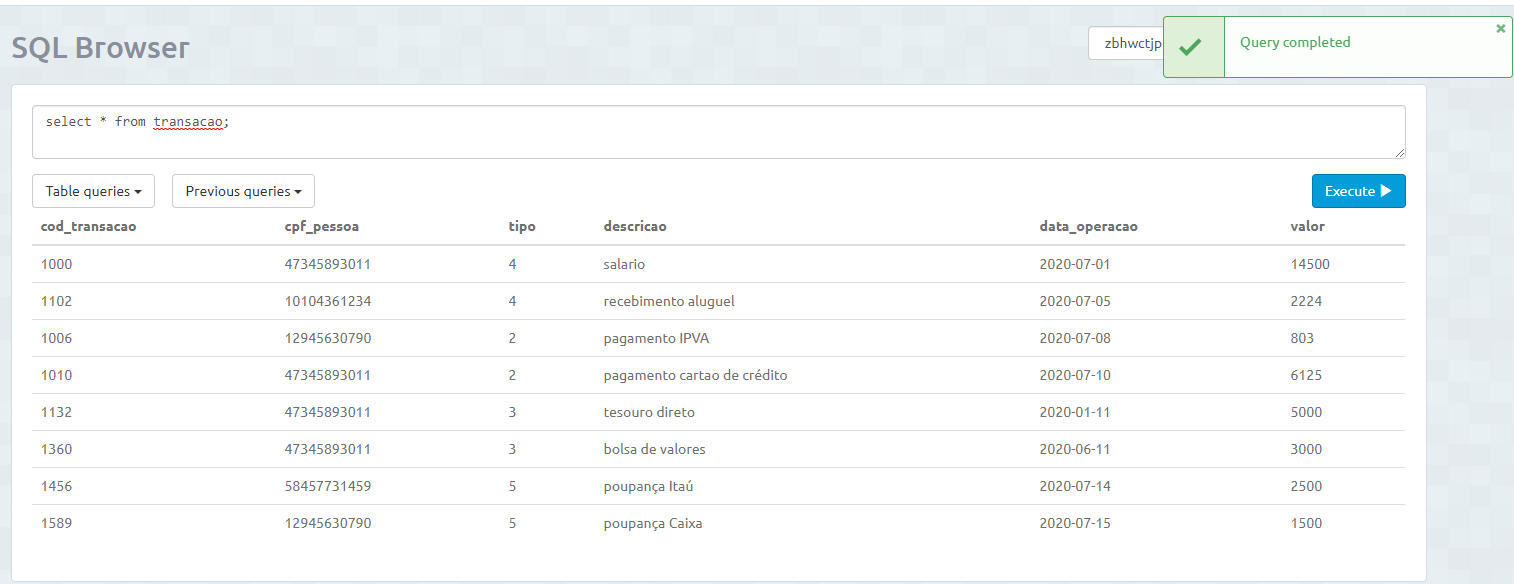 SQL Browser
zbhwctjp
Query completed
select * from transacao;
Table queries Previous queries Execute
cod_transacao cpf_pessoa tipo descricao data_operacao valor
1000 47345893011 4 salario 2020-07-01 14500
1102 10104361234 4 recebimento aluguel 2020-07-05 2224
1006 12945630790 2 pagamento IPVA 2020-07-08 803
1010 47345893011 2 pagamento cartao de crédito 2020-07-10 6125
1132 47345893011 3 tesouro direto 2020-01-11 5000
1360 47345893011 3 bolsa de valores 2020-06-11 3000
1456 58457731459 5 poupança Itaú 2020-07-14 2500
1589 12945630790 5 poupança Caixa 2020-07-15 1500